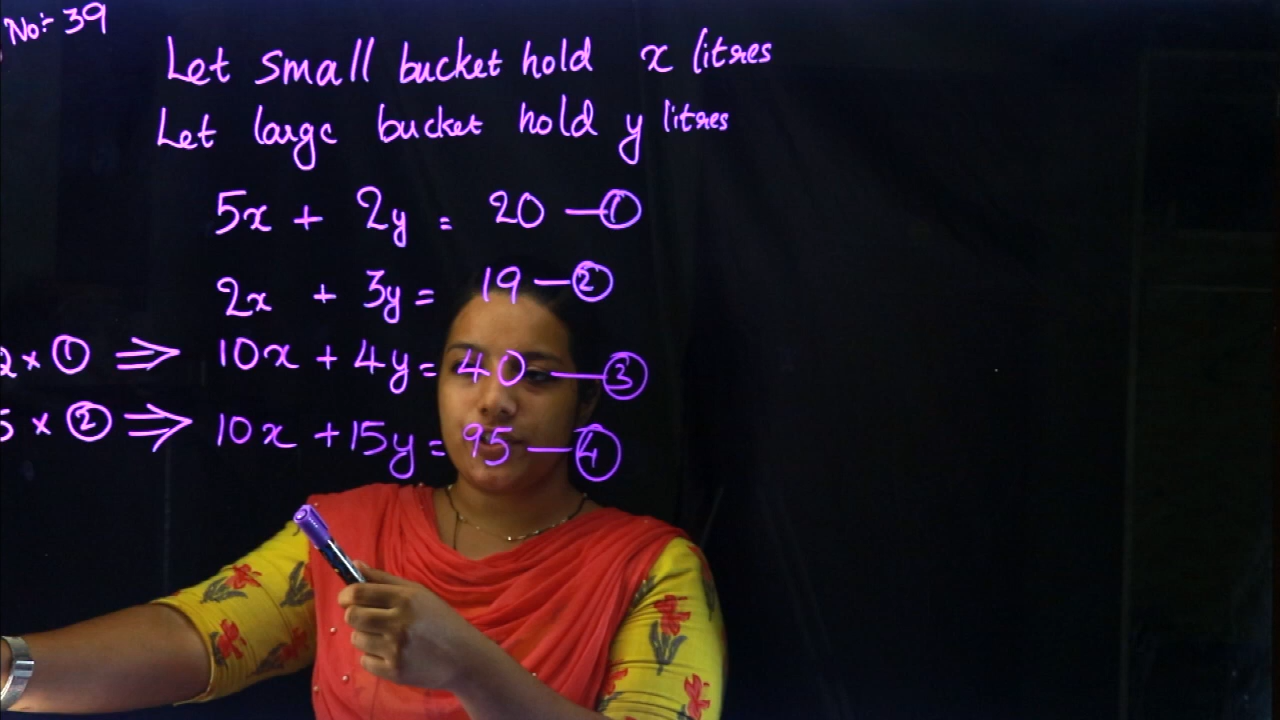 No:- 39
Let small bucket hold x litres
Let large bucket hold y litres
5x + 2y = 20 — ①
2x + 3y = 19 — ②
2 × ① ⇒ 10x + 4y = 40 — ③
5 × ② ⇒ 10x + 15y = 95 — ④